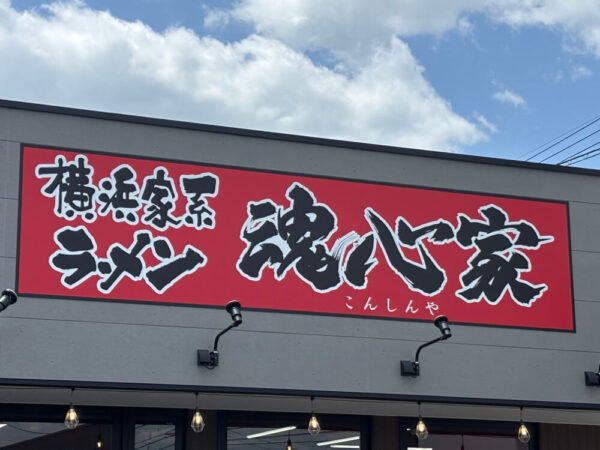 横浜家系
ラーメン
魂心家
こんしんや